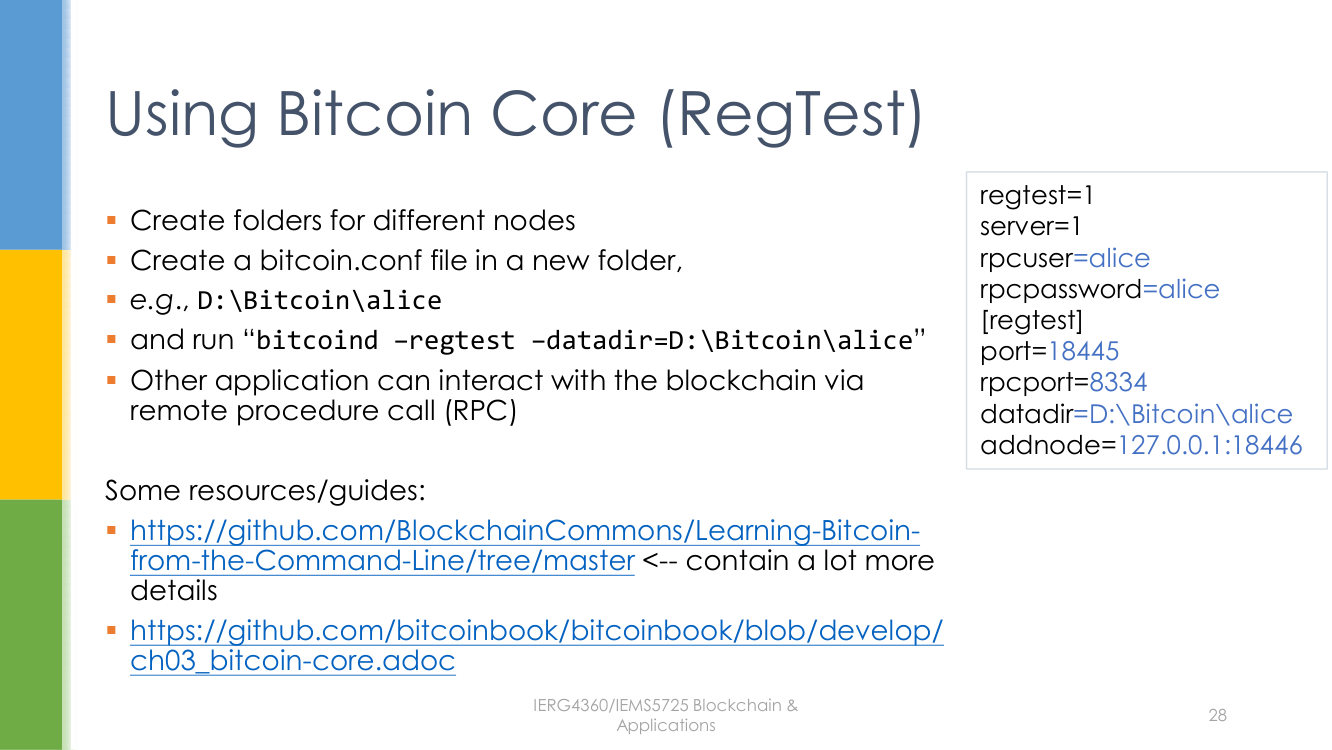 Using Bitcoin Core (RegTest)
▪ Create folders for different nodes
▪ Create a bitcoin.conf file in a new folder,
▪ e.g., D:\Bitcoin\alice
▪ and run “bitcoind –regtest –datadir=D:\Bitcoin\alice”
▪ Other application can interact with the blockchain via
remote procedure call (RPC)
Some resources/guides:
▪ https://github.com/BlockchainCommons/Learning-Bitcoin-
from-the-Command-Line/tree/master <-- contain a lot more
details
▪ https://github.com/bitcoinbook/bitcoinbook/blob/develop/
ch03_bitcoin-core.adoc
regtest=1
server=1
rpcuser=alice
rpcpassword=alice
[regtest]
port=18445
rpcport=8334
datadir=D:\Bitcoin\alice
addnode=127.0.0.1:18446
IERG4360/IEMS5725 Blockchain &
Applications
28